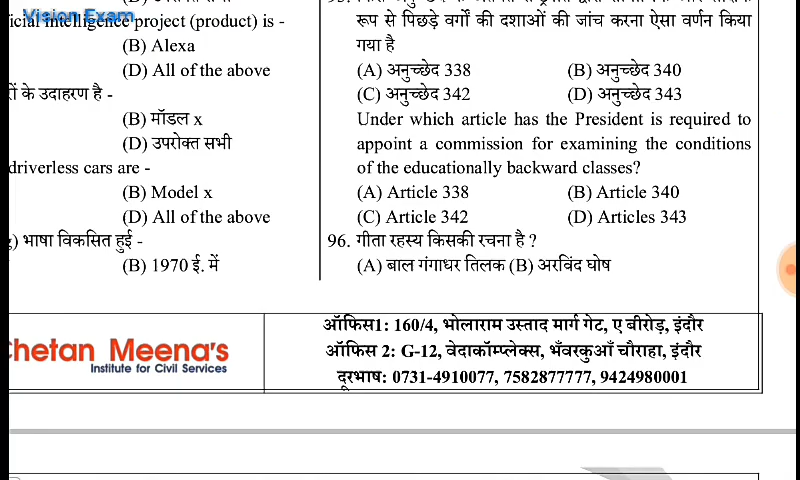 Vision Exam
icial intelligence project (product) is -
(B) Alexa
(D) All of the above
ों के उदाहरण है -
(B) मॉडल x
(D) उपरोक्त सभी
driverless cars are -
(B) Model x
(D) All of the above
) भाषा विकसित हुई -
(B) 1970 ई. में
रूप से पिछड़े वर्गों की दशाओं की जांच करना ऐसा वर्णन किया
गया है
(A) अनुच्छेद 338 (B) अनुच्छेद 340
(C) अनुच्छेद 342 (D) अनुच्छेद 343
Under which article has the President is required to
appoint a commission for examining the conditions
of the educationally backward classes?
(A) Article 338 (B) Article 340
(C) Article 342 (D) Articles 343
96. गीता रहस्य किसकी रचना है ?
(A) बाल गंगाधर तिलक (B) अरविंद घोष
hetan Meena's
Institute for Civil Services
ऑफिस1: 160/4, भोलाराम उस्ताद मार्ग गेट, ए बीरोड़, इंदौर
ऑफिस 2: G-12, वेदाकॉम्प्लेक्स, भँवरकुआँ चौराहा, इंदौर
दूरभाष: 0731-4910077, 7582877777, 9424980001